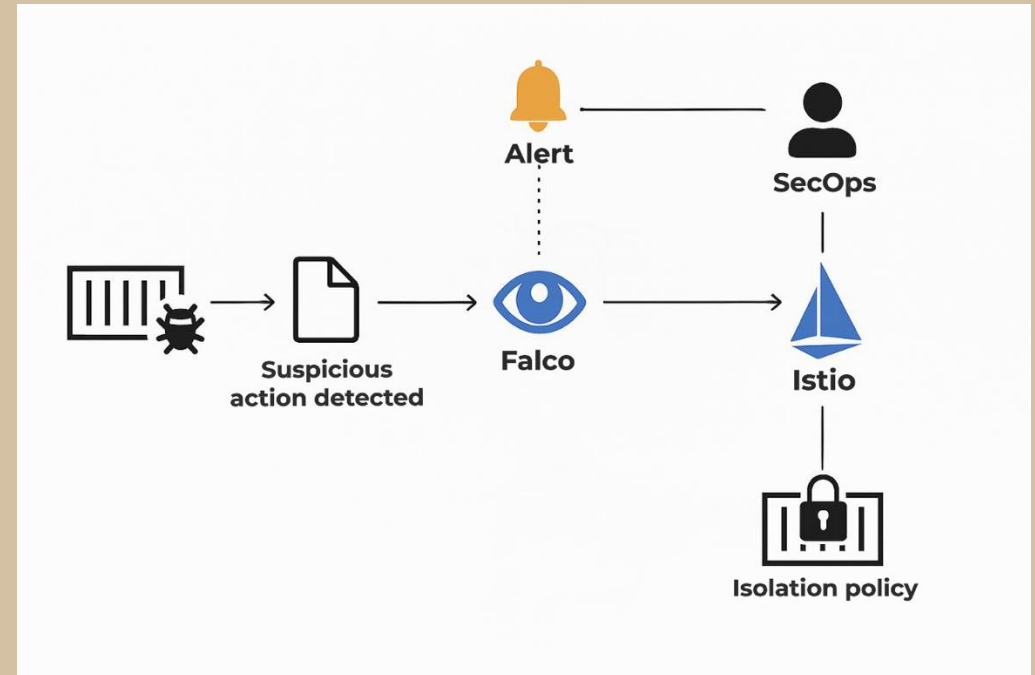 Alert
SecOps
Suspicious
action detected
Falco
Istio
Isolation policy